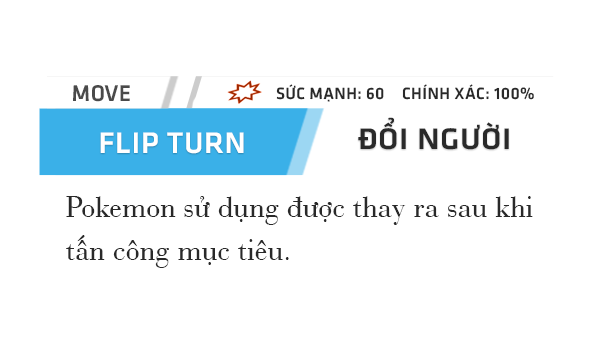 MOVE
SỨC MẠNH: 60 CHÍNH XÁC: 100%
FLIP TURN
ĐỔI NGƯỜI
Pokemon sử dụng được thay ra sau khi
tấn công mục tiêu.